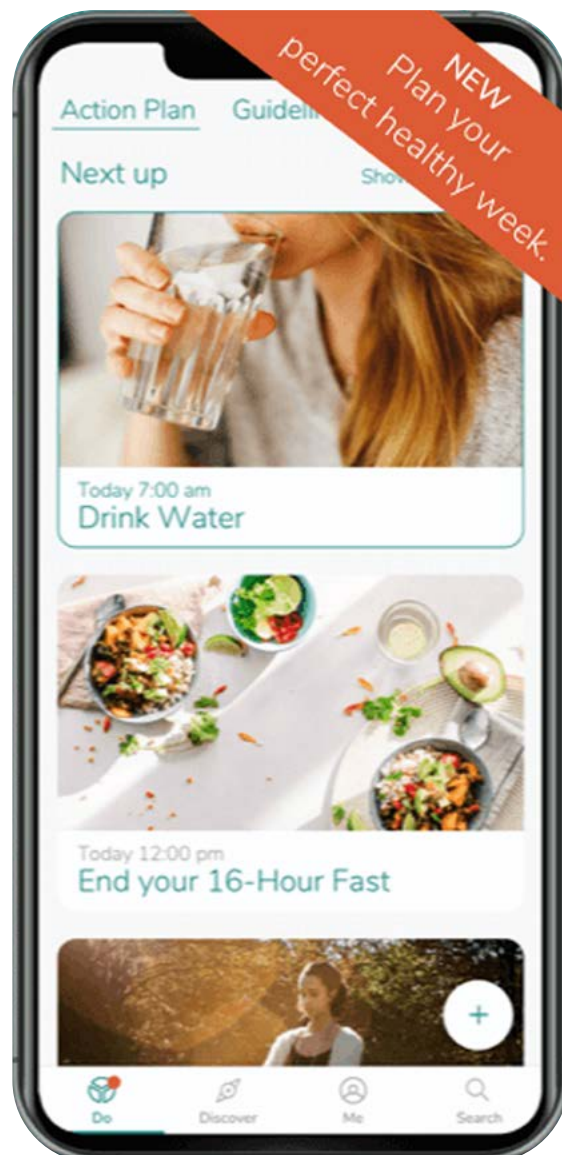 NEW
Plan your
perfect healthy week.
Action Plan
Next up
Today 7:00 am
Drink Water
Today 12:00 pm
End your 16-Hour Fast
Do
Discover
Me
Search